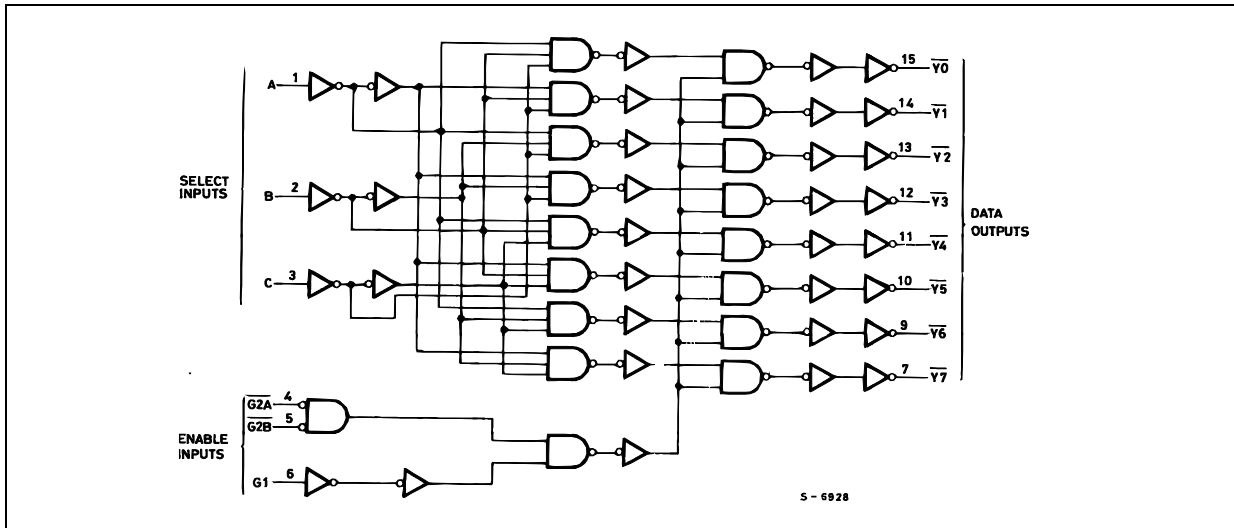 A 1
B 2
C 3
SELECT
INPUTS
G2A 4
G2B 5
G1 6
ENABLE
INPUTS
15 Y0
14 Y1
13 Y2
12 Y3
11 Y4
10 Y5
9 Y6
7 Y7
DATA
OUTPUTS
S-6928